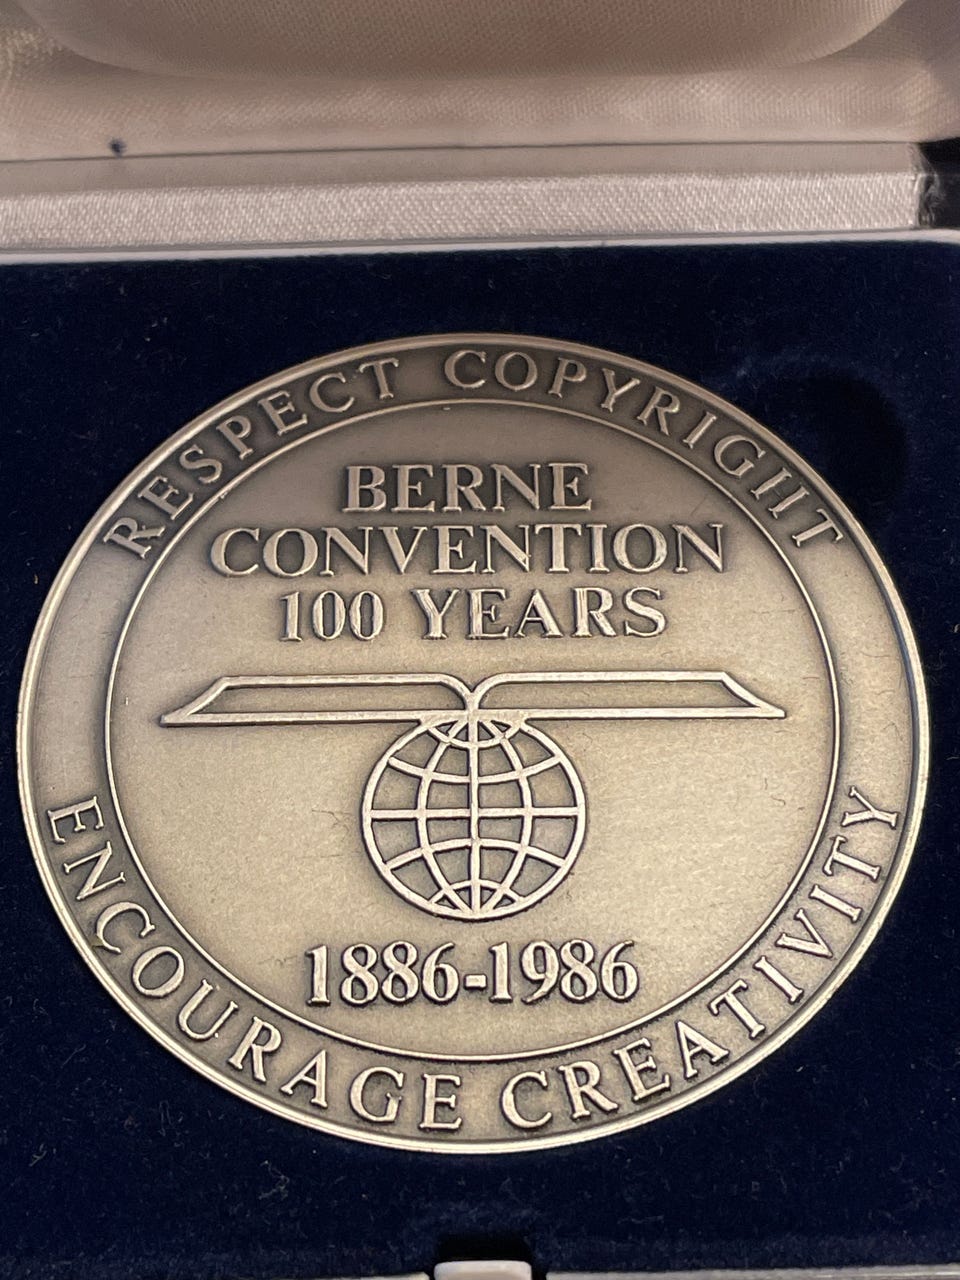 RESPECT COPYRIGHT
BERNE
CONVENTION
100 YEARS
1886-1986
ENCOURAGE CREATIVITY